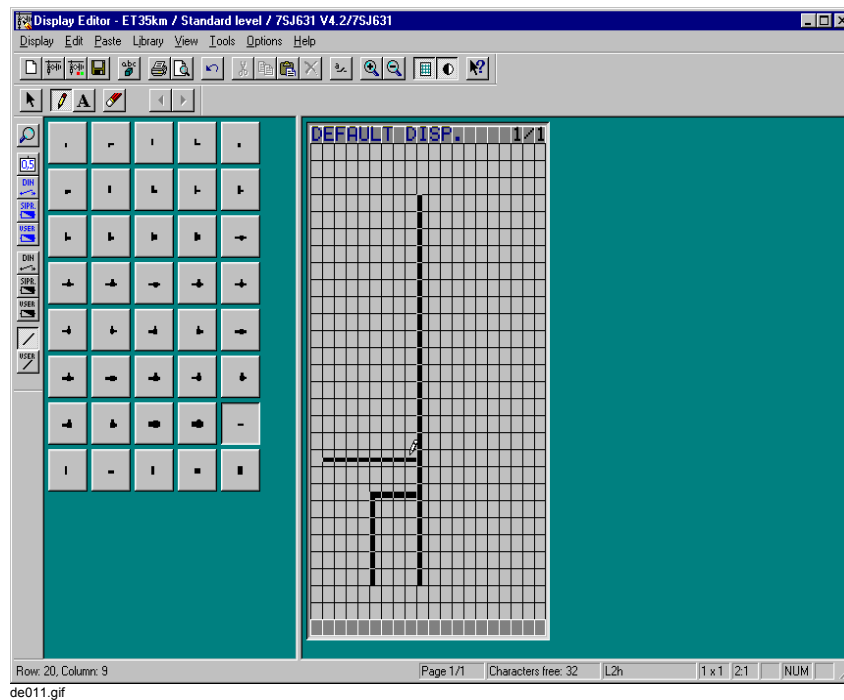 Display Editor - ET35km / Standard level / 7SJ631 V4.2/7SJ631
Display Edit Paste Library View Tools Options Help
abc
A
0.5
DIN
SIPR.
USER
DIN
SIPR.
USER
USER
DEFAULT DISP. 1/1
Row: 20, Column: 9 Page 1/1 Characters free: 32 L2h 1 x 1 2:1 NUM
de011.gif